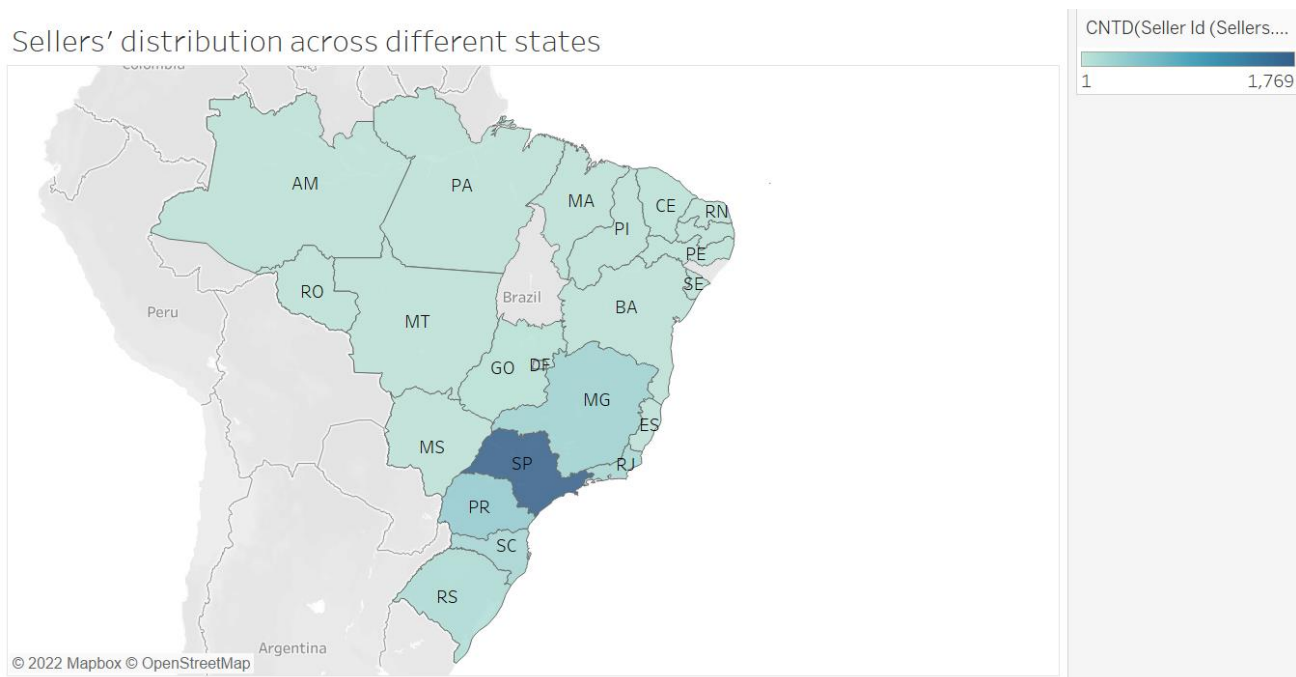 CNTD(Seller Id (Sellers....
1 1,769
Sellers' distribution across different states
Colombia
AM
PA
MA
CE
RN
PI
PE
SE
RO
Brazil
BA
Peru
MT
GO
DF
MG
ES
MS
SP
RJ
PR
SC
RS
Argentina
© 2022 Mapbox © OpenStreetMap